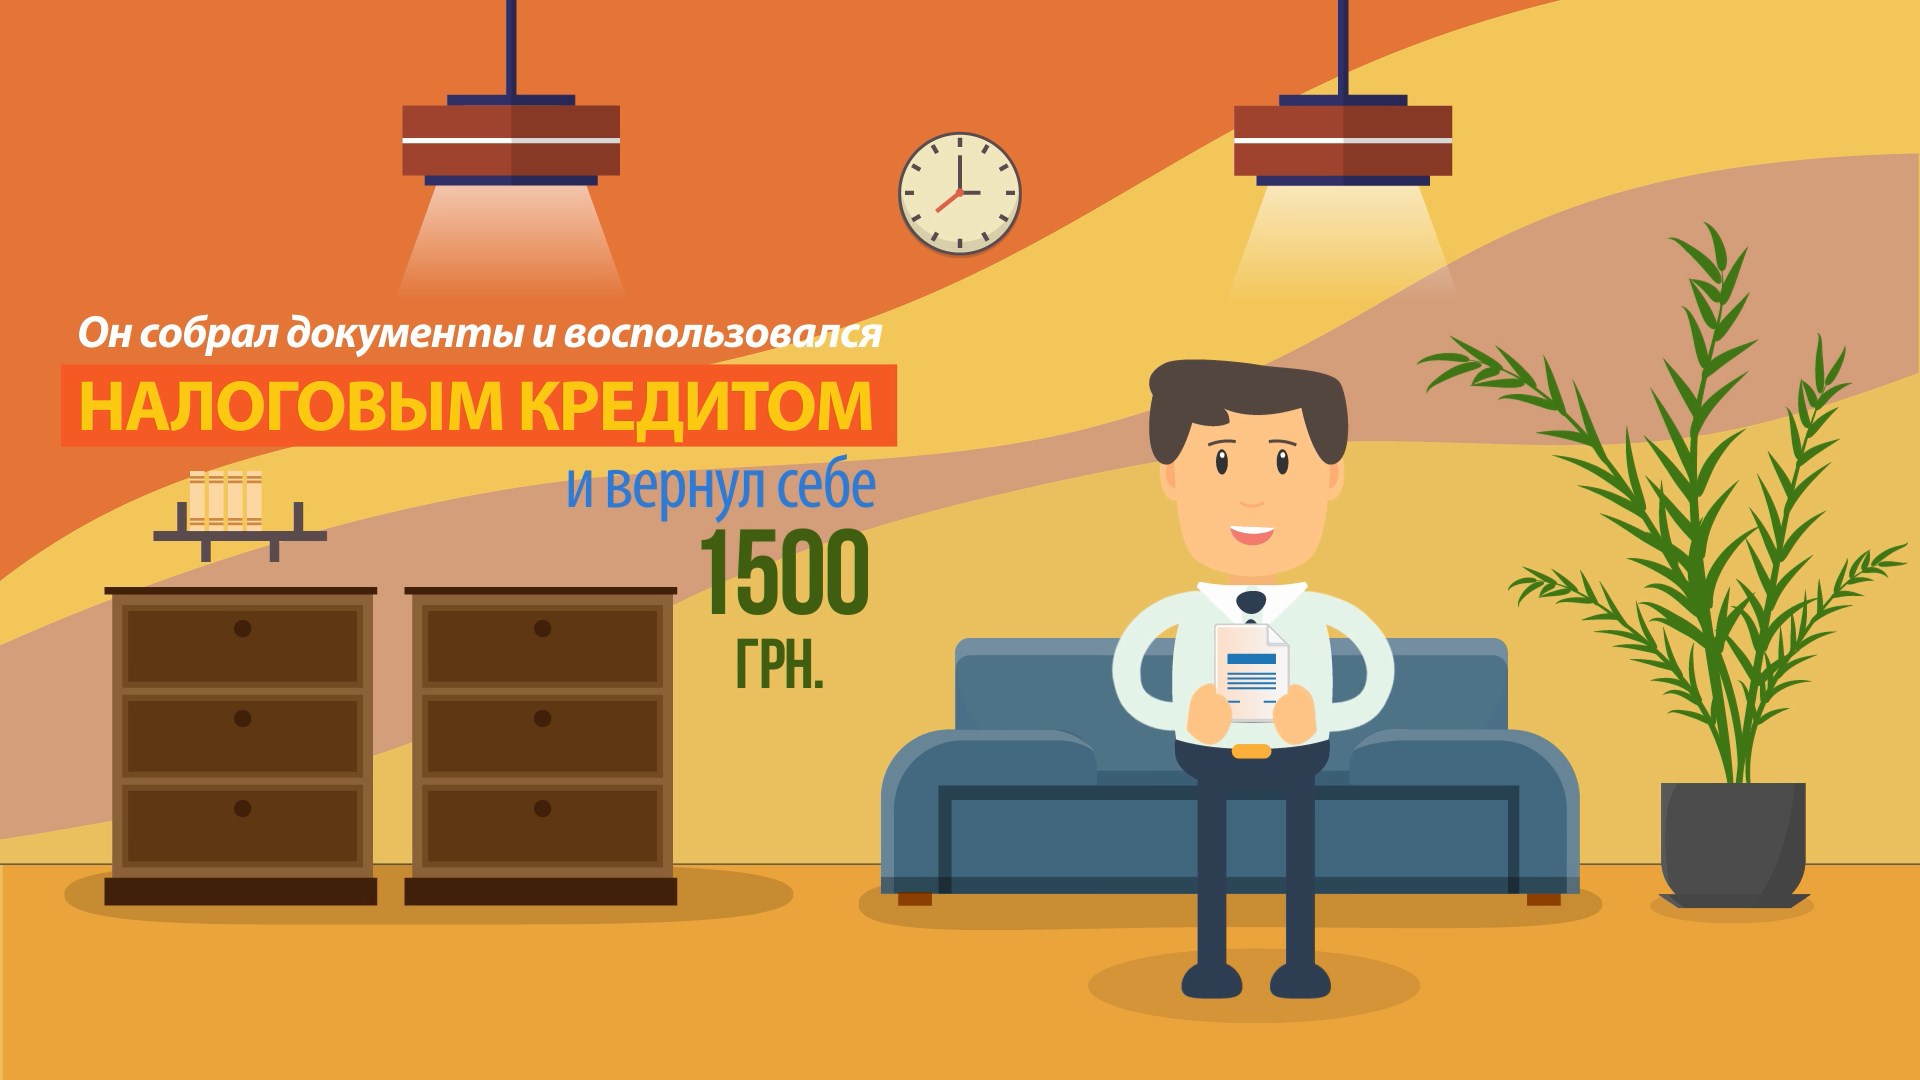 Он собрал документы и воспользовался
НАЛОГОВЫМ КРЕДИТОМ
и вернул себе
1500
ГРН.